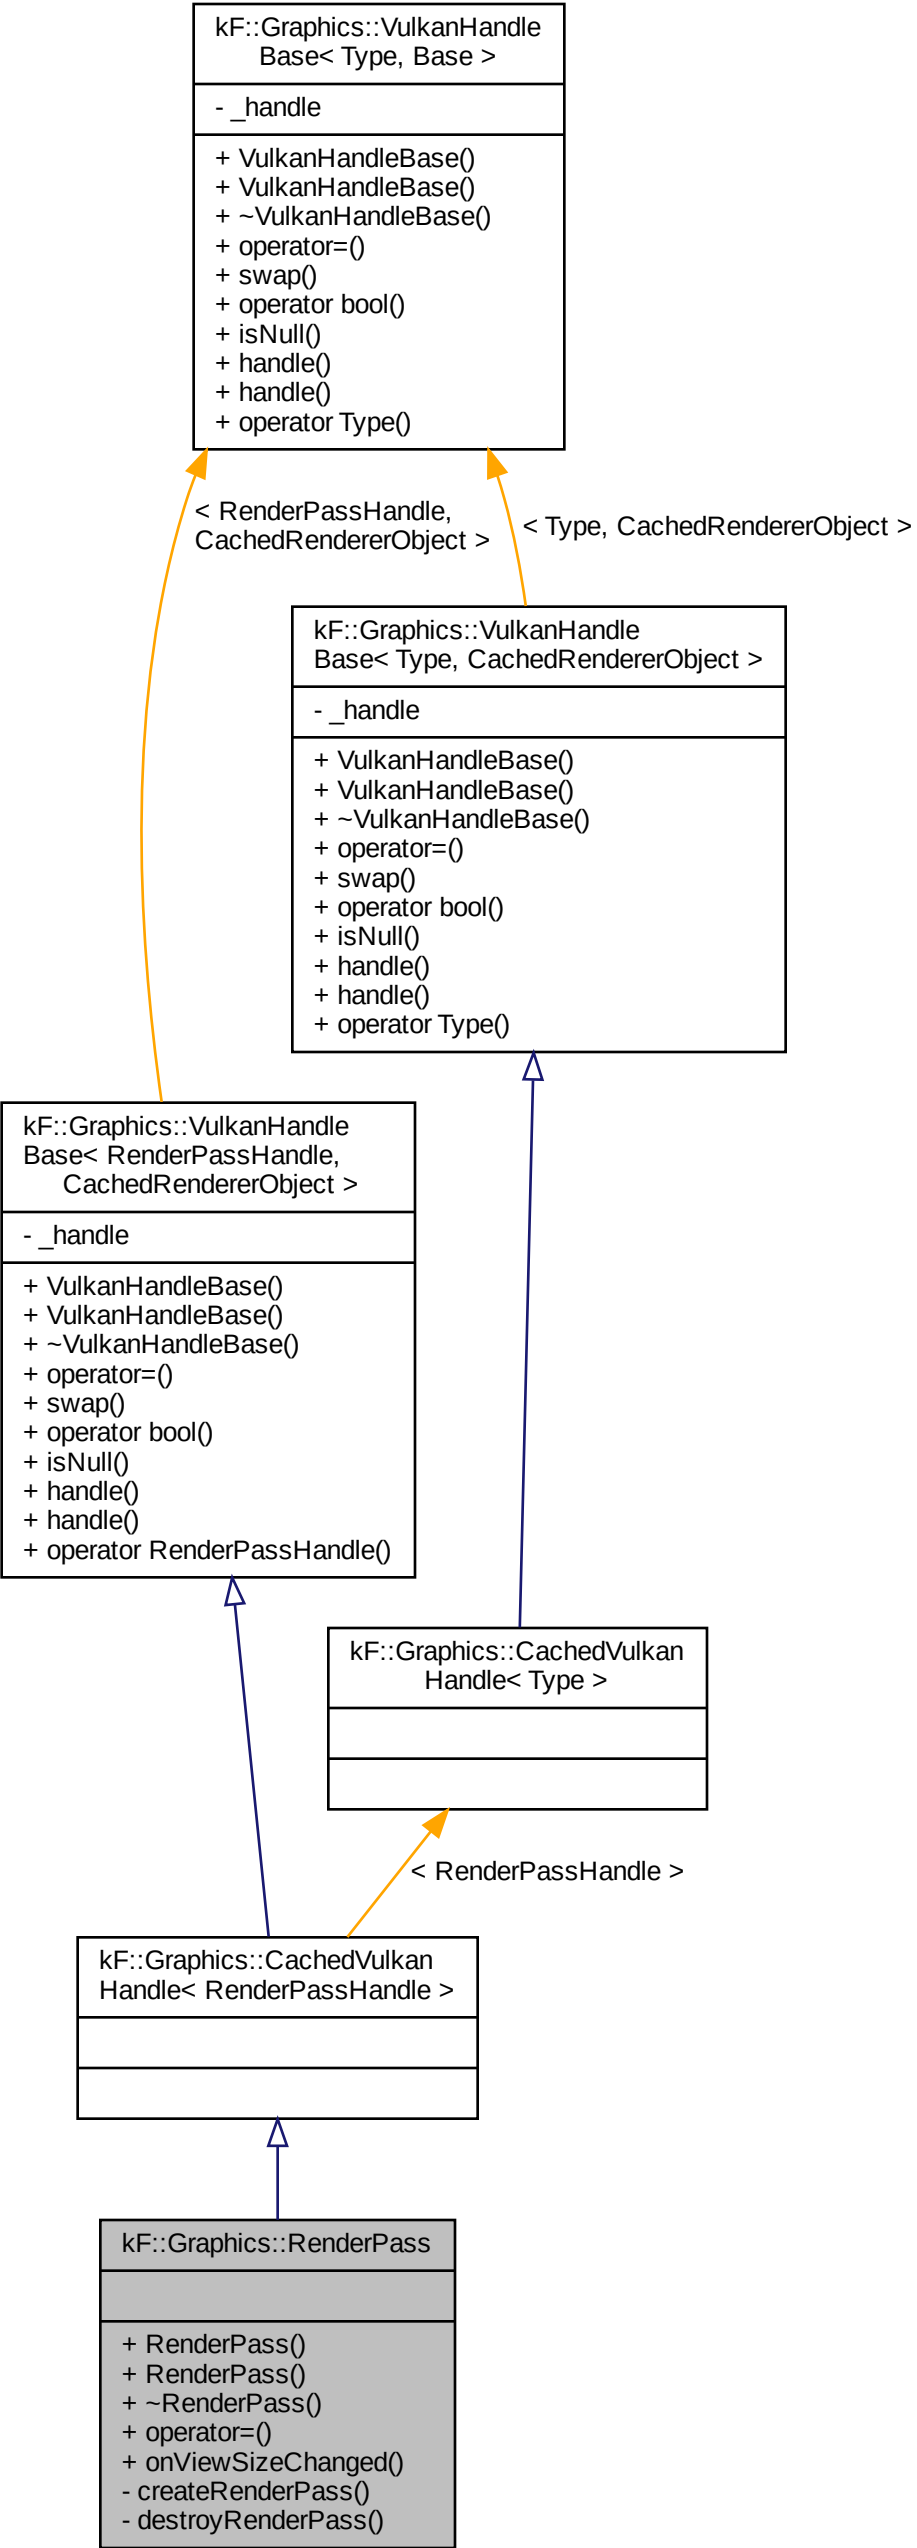 kF::Graphics::VulkanHandle
Base< Type, Base >
- _handle
+ VulkanHandleBase()
+ VulkanHandleBase()
+ ~VulkanHandleBase()
+ operator=()
+ swap()
+ operator bool()
+ isNull()
+ handle()
+ handle()
+ operator Type()
< RenderPassHandle,
CachedRendererObject >
< Type, CachedRendererObject >
kF::Graphics::VulkanHandle
Base< Type, CachedRendererObject >
- _handle
+ VulkanHandleBase()
+ VulkanHandleBase()
+ ~VulkanHandleBase()
+ operator=()
+ swap()
+ operator bool()
+ isNull()
+ handle()
+ handle()
+ operator Type()
kF::Graphics::VulkanHandle
Base< RenderPassHandle,
CachedRendererObject >
- _handle
+ VulkanHandleBase()
+ VulkanHandleBase()
+ ~VulkanHandleBase()
+ operator=()
+ swap()
+ operator bool()
+ isNull()
+ handle()
+ handle()
+ operator RenderPassHandle()
kF::Graphics::CachedVulkan
Handle< Type >
< RenderPassHandle >
kF::Graphics::CachedVulkan
Handle< RenderPassHandle >
kF::Graphics::RenderPass
+ RenderPass()
+ RenderPass()
+ ~RenderPass()
+ operator=()
+ onViewSizeChanged()
- createRenderPass()
- destroyRenderPass()